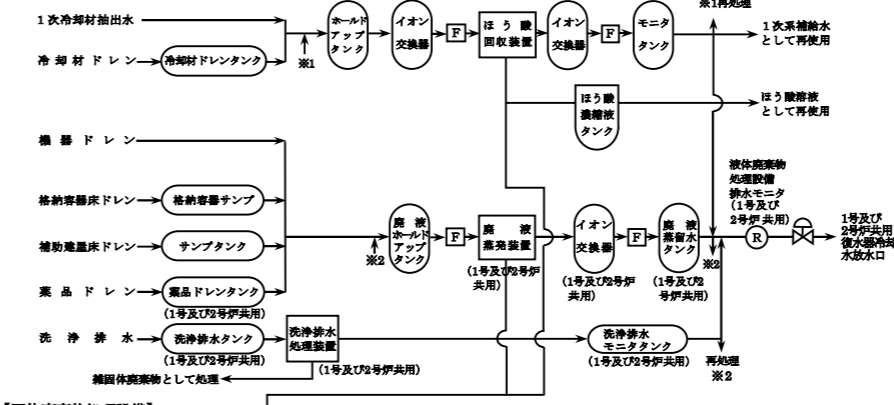 ※1再処理
1次冷却材抽出水
ホールド
アップ
タンク
イオン
交換器
F
ほう酸
回収装置
イオン
交換器
F
モニタ
タンク
1次系補給水
として再使用
冷却材ドレン
冷却材ドレンタンク
※1
ほう酸
濃縮液
タンク
ほう酸溶液
として再使用
機器ドレン
格納容器床ドレン
格納容器サンプ
補助建屋床ドレン
サンプタンク
薬品ドレン
薬品ドレンタンク
(1号及び2号炉共用)
※2
廃液
ホールド
アップ
タンク
F
廃液
蒸発装置
(1号及び2号炉
共用)
イオン
交換器
(1号及び2号炉
共用)
F
廃液
蒸留水
タンク
(1号及び2
号炉共用)
※2
液体廃棄物
処理設備
排水モニタ
(1号及び
2号炉共用)
R
1号及び
2号炉共用
復水器冷却
水放水口
洗浄排水
洗浄排水タンク
(1号及び2号炉共用)
洗浄排水
処理装置
(1号及び2号炉共用)
洗浄排水
モニタタンク
(1号及び2号炉共用)
再処理
※2
雑固体廃棄物として処理